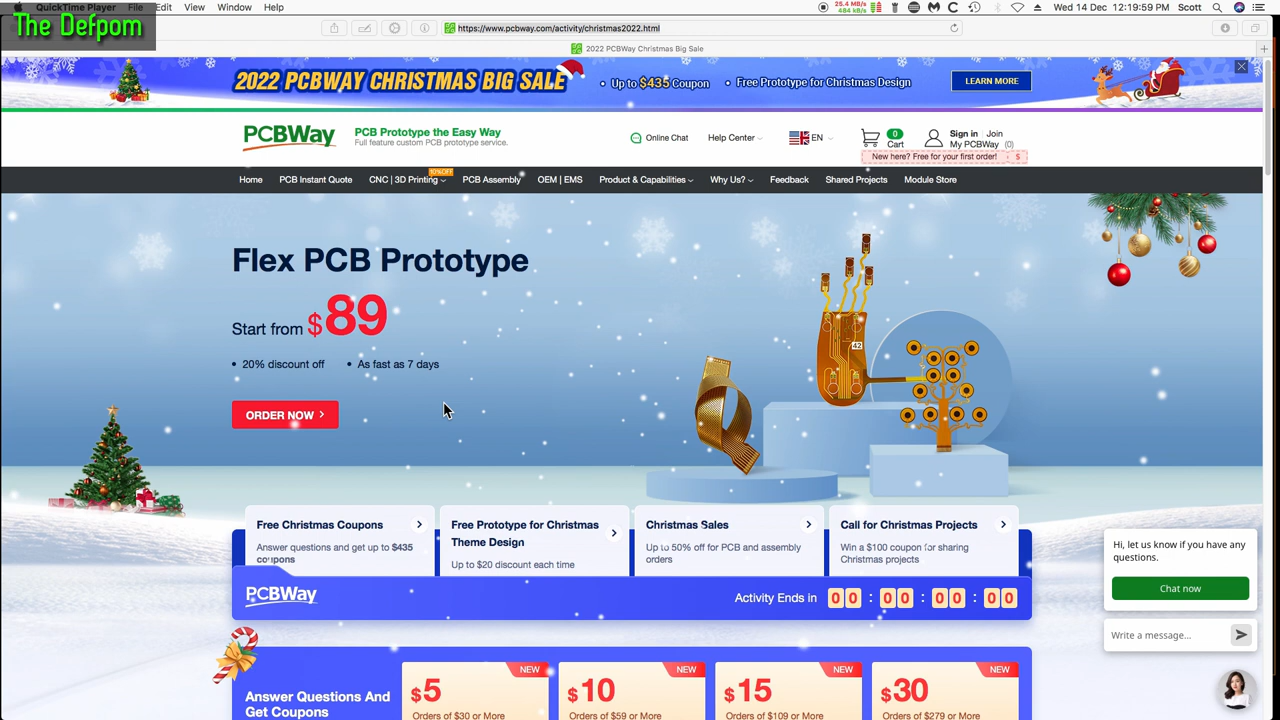 QuickTime Player File Edit View Window Help
25.4 MB/s
484 kB/s
Wed 14 Dec 12:19:59 PM Scott
The Defpom
https://www.pcbway.com/activity/christmas2022.html
2022 PCBWay Christmas Big Sale
2022 PCBWAY CHRISTMAS BIG SALE • Up to $435 Coupon • Free Prototype for Christmas Design LEARN MORE
PCBWay
PCB Prototype the Easy Way
Full feature custom PCB prototype service.
Online Chat Help Center EN
0
Cart
Sign in Join
My PCBWay (0)
New here? Free for your first order! $
10%OFF
Home PCB Instant Quote CNC | 3D Printing PCB Assembly OEM | EMS Product & Capabilities Why Us? Feedback Shared Projects Module Store
Flex PCB Prototype
Start from $89
• 20% discount off • As fast as 7 days
ORDER NOW >
42
Free Christmas Coupons
Answer questions and get up to $435
coupons
Free Prototype for Christmas
Theme Design
Up to $20 discount each time
Christmas Sales
Up to 50% off for PCB and assembly
orders
Call for Christmas Projects
Win a $100 coupon for sharing
Christmas projects
PCBWay
Activity Ends in 00 : 00 : 00 : 00
Hi, let us know if you have any
questions.
Chat now
Write a message...
Answer Questions And
Get Coupons
NEW
$5
Orders of $30 or More
NEW
$10
Orders of $59 or More
NEW
$15
Orders of $109 or More
NEW
$30
Orders of $279 or More